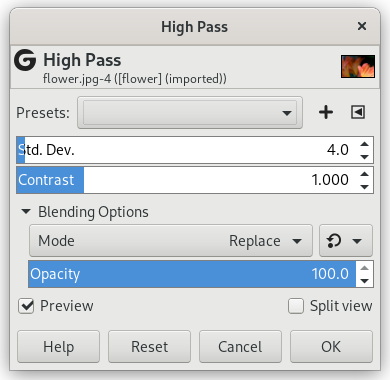 High Pass
High Pass
flower.jpg-4 ([flower] (imported))
Presets:
Std. Dev. 4.0
Contrast 1.000
Blending Options
Mode Replace
Opacity 100.0
Preview Split view
Help Reset Cancel OK